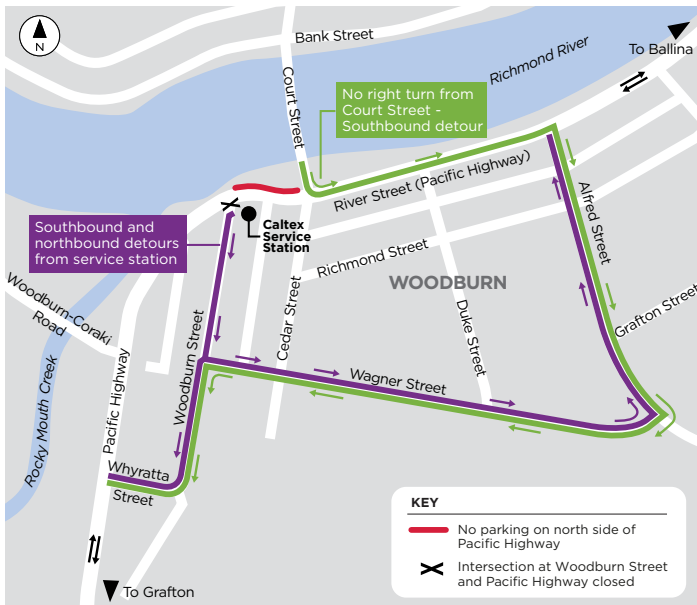 N
Bank Street
To Ballina
Richmond River
Court Street
No right turn from
Court Street -
Southbound detour
River Street (Pacific Highway)
Alfred Street
Caltex
Service
Station
Southbound and
northbound detours
from service station
Richmond Street
WOODBURN
Woodburn-Coraki
Road
Cedar Street
Duke Street
Grafton Street
Woodburn Street
Pacific Highway
Rocky Mouth Creek
Wagner Street
Whyratta
Street
To Grafton
KEY
No parking on north side of
Pacific Highway
Intersection at Woodburn Street
and Pacific Highway closed